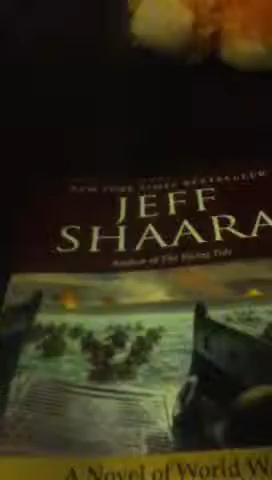 NEW YORK TIMES BESTSELLER
JEFF
SHAARA
Author of The Rising Tide
A Novel of World W